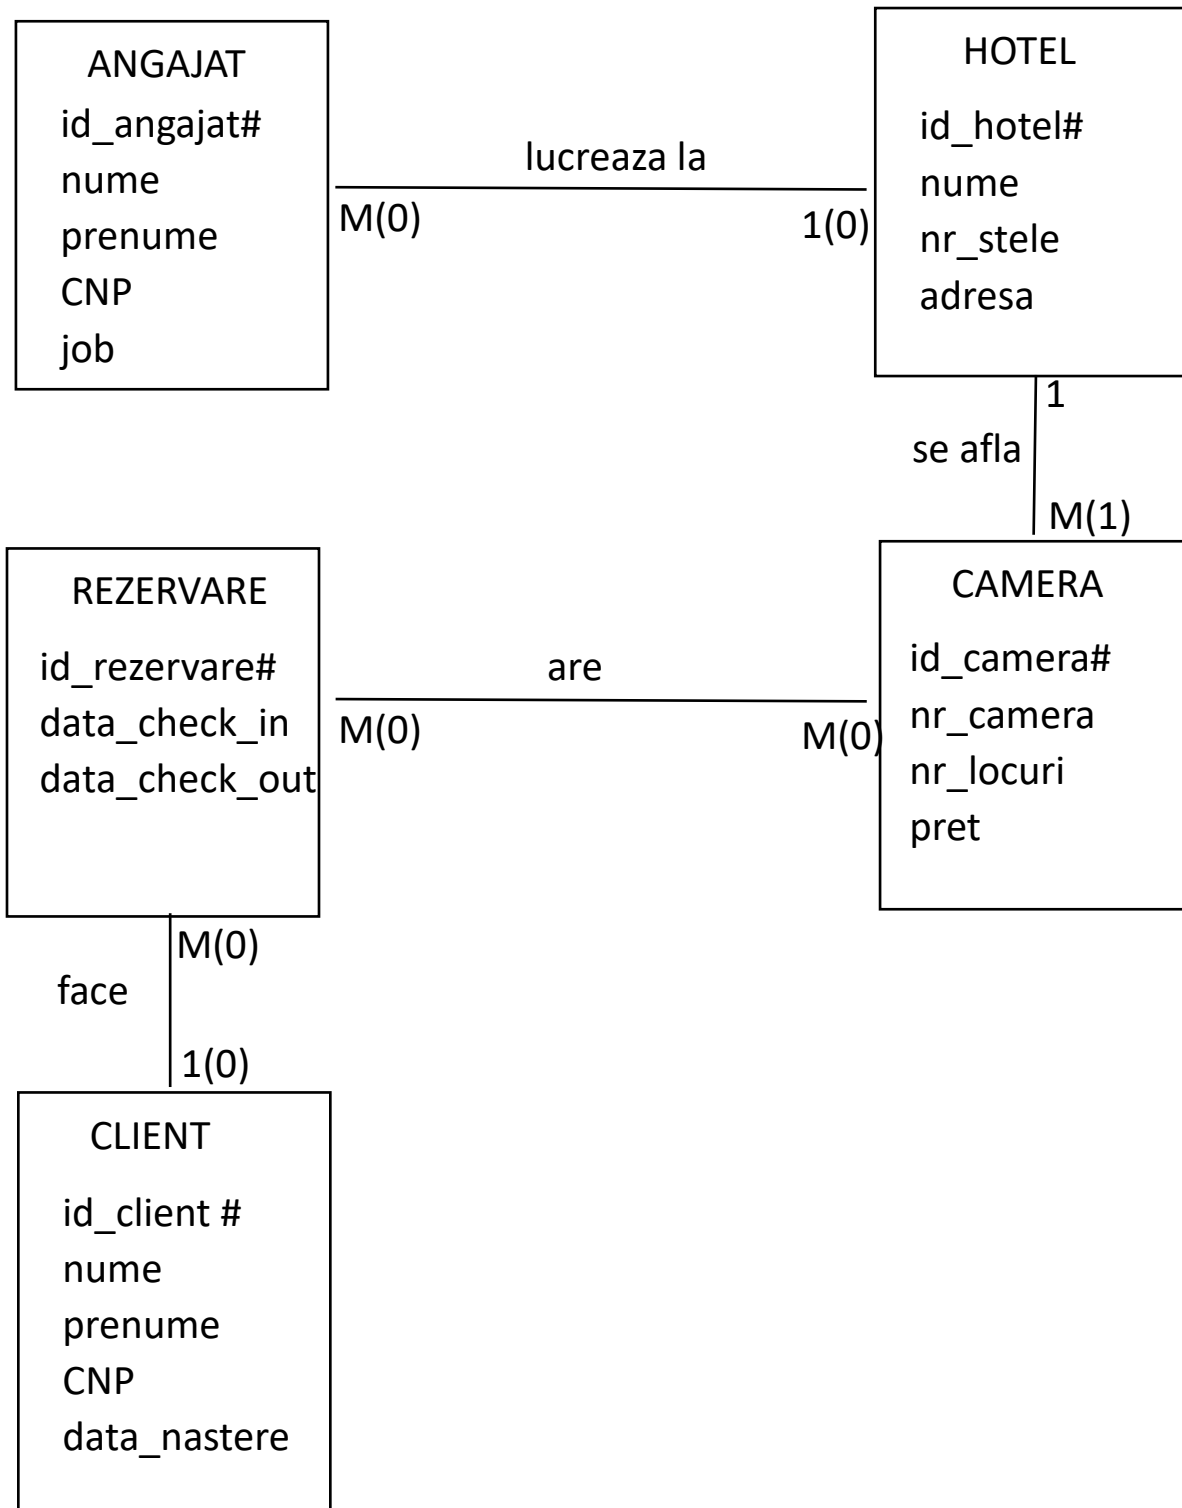 ANGAJAT
id_angajat#
nume
prenume
CNP
job
lucreaza la
M(0)
1(0)
HOTEL
id_hotel#
nume
nr_stele
adresa
1
se afla
M(1)
REZERVARE
id_rezervare#
data_check_in
data_check_out
are
M(0)
M(0)
CAMERA
id_camera#
nr_camera
nr_locuri
pret
M(0)
face
1(0)
CLIENT
id_client #
nume
prenume
CNP
data_nastere